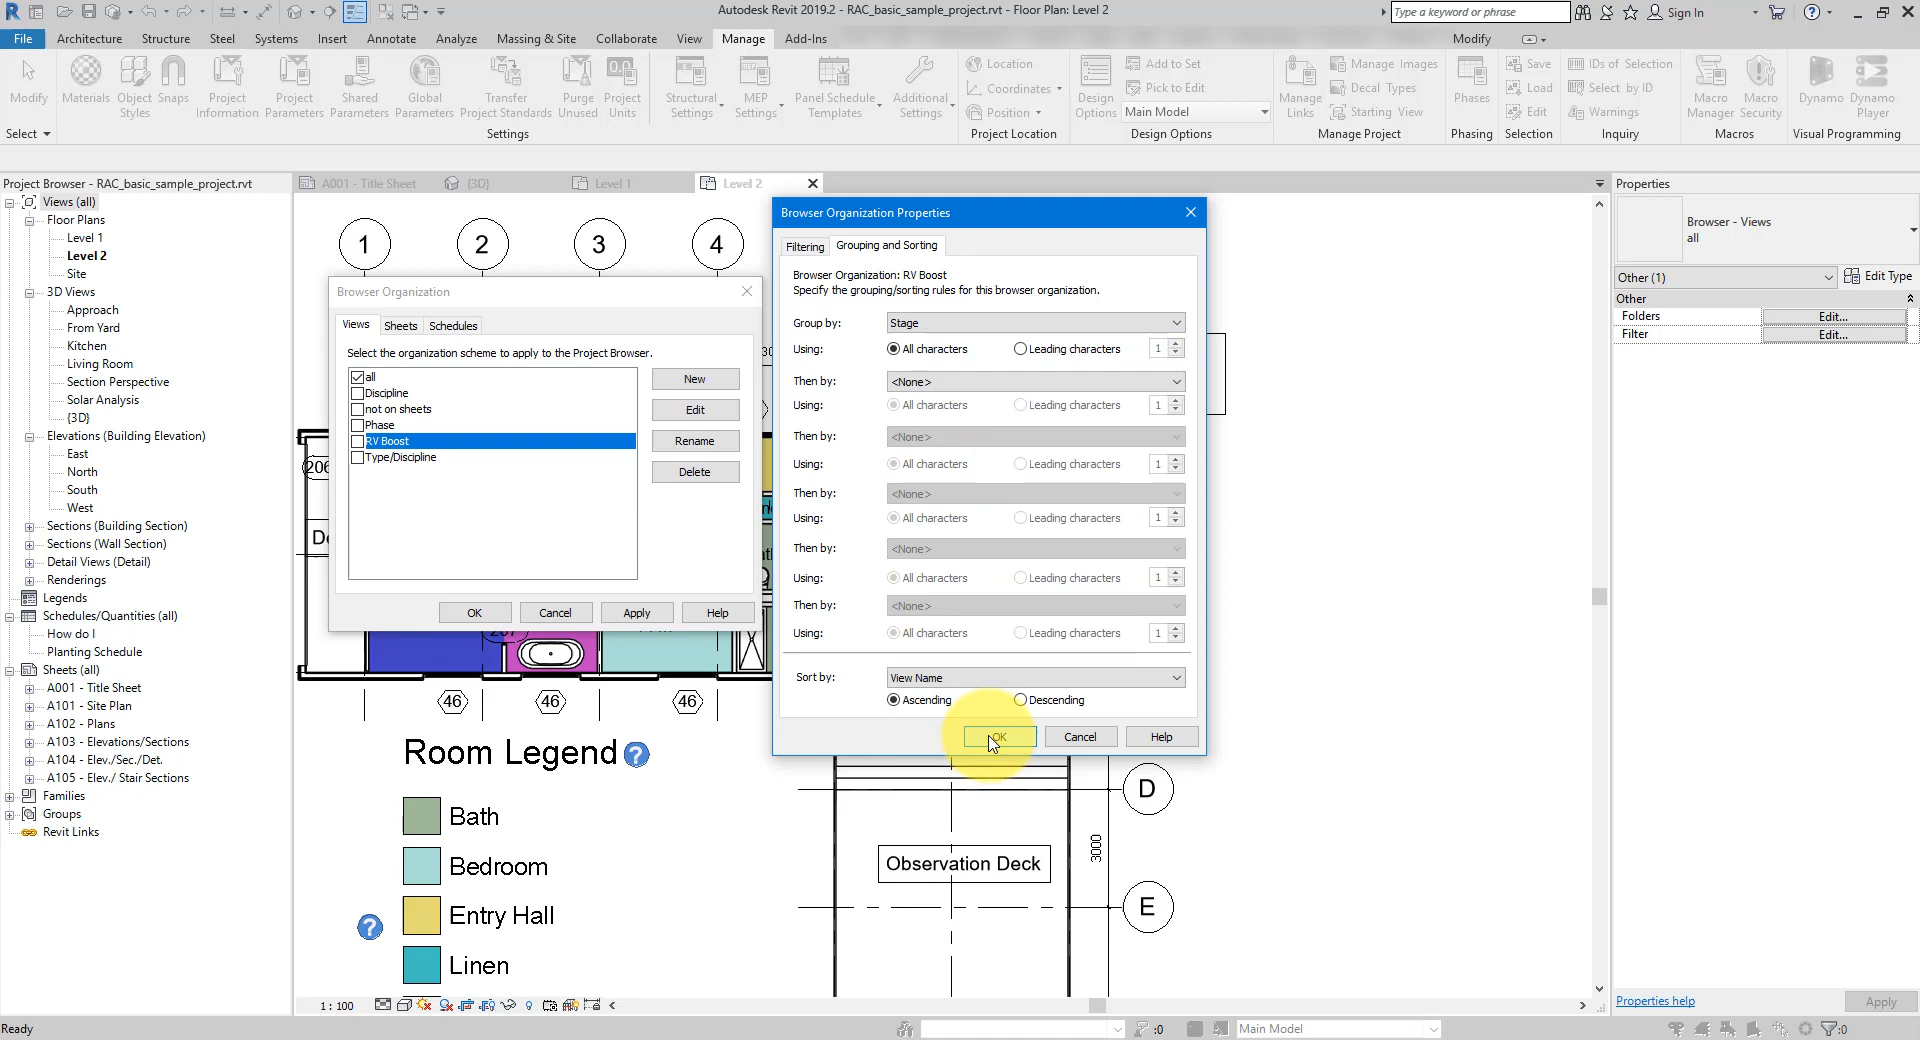 Autodesk Revit 2019.2 - RAC_basic_sample_project.rvt - Floor Plan: Level 2
Type a keyword or phrase
Sign In
File
Architecture
Structure
Steel
Systems
Insert
Annotate
Analyze
Massing & Site
Collaborate
View
Manage
Add-Ins
Modify
Modify
Materials
Object Styles
Snaps
Project Information
Project Parameters
Shared Parameters
Global Parameters
Transfer Project Standards
Purge Unused
Project Units
Structural Settings
MEP Settings
Panel Schedule Templates
Additional Settings
Location
Coordinates
Position
Design Options
Add to Set
Pick to Edit
Main Model
Manage Links
Manage Images
Decal Types
Starting View
Phases
Save
Load
Edit
IDs of Selection
Select by ID
Warnings
Macro Manager
Macro Security
Dynamo
Dynamo Player
Select
Settings
Project Location
Design Options
Manage Project
Phasing
Selection
Inquiry
Macros
Visual Programming
Project Browser - RAC_basic_sample_project.rvt
Views (all)
Floor Plans
Level 1
Level 2
Site
3D Views
Approach
From Yard
Kitchen
Living Room
Section Perspective
Solar Analysis
{3D}
Elevations (Building Elevation)
East
North
South
West
Sections (Building Section)
Sections (Wall Section)
Detail Views (Detail)
Renderings
Legends
Schedules/Quantities (all)
How do I
Planting Schedule
Sheets (all)
A001 - Title Sheet
A101 - Site Plan
A102 - Plans
A103 - Elevations/Sections
A104 - Elev./Sec./Det.
A105 - Elev./ Stair Sections
Families
Groups
Revit Links
A001 - Title Sheet
{3D}
Level 1
Level 2
1
2
3
4
Browser Organization
Views
Sheets
Schedules
Select the organization scheme to apply to the Project Browser.
all
Discipline
not on sheets
Phase
RV Boost
Type/Discipline
New
Edit
Rename
Delete
OK
Cancel
Apply
Help
Browser Organization Properties
Filtering
Grouping and Sorting
Browser Organization: RV Boost
Specify the grouping/sorting rules for this browser organization.
Group by:
Stage
Using:
All characters
Leading characters
1
Then by:
<None>
Using:
All characters
Leading characters
1
Then by:
<None>
Using:
All characters
Leading characters
1
Then by:
<None>
Using:
All characters
Leading characters
1
Then by:
<None>
Using:
All characters
Leading characters
1
Then by:
<None>
Using:
All characters
Leading characters
1
Sort by:
View Name
Ascending
Descending
OK
Cancel
Help
206
46
46
46
Room Legend
Bath
Bedroom
Entry Hall
Linen
D
3000
Observation Deck
E
Properties
Browser - Views
all
Other (1)
Edit Type
Other
Folders
Edit...
Filter
Edit...
Properties help
Apply
1 : 100
Ready
:0
Main Model
:0